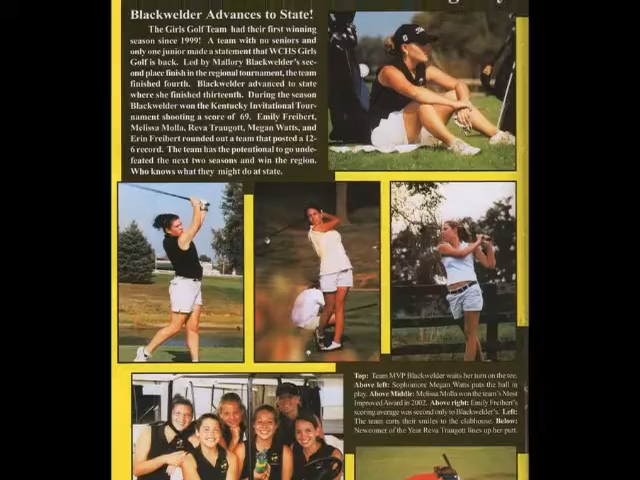 Blackwelder Advances to State!
The Girls Golf Team had their first winning
season since 1999! A team with no seniors and
only one junior made a statement that WCHS Girls
Golf is back. Led by Mallory Blackwelder's sec-
ond place finish in the regional tournament, the team
finished fourth. Blackwelder advanced to state
where she finished thirteenth. During the season
Blackwelder won the Kentucky Invitational Tour-
nament shooting a score of 69. Emily Freibert,
Melissa Molla, Reva Traugott, Megan Watts, and
Erin Freibert rounded out a team that posted a 12-
6 record. The team has the potential to go unde-
feated the next two seasons and win the region.
Who knows what they might do at state.
Top: Team MVP Blackwelder waits her turn on the tee.
Above left: Sophomore Megan Watts puts the ball in
play. Above Middle: Melissa Molla won the team's Most
Improved Award in 2002. Above right: Emily Freibert's
scoring average was second only to Blackwelder's. Left:
The team carts their smiles to the clubhouse. Below:
Newcomer of the Year Reva Traugott lines up her putt.